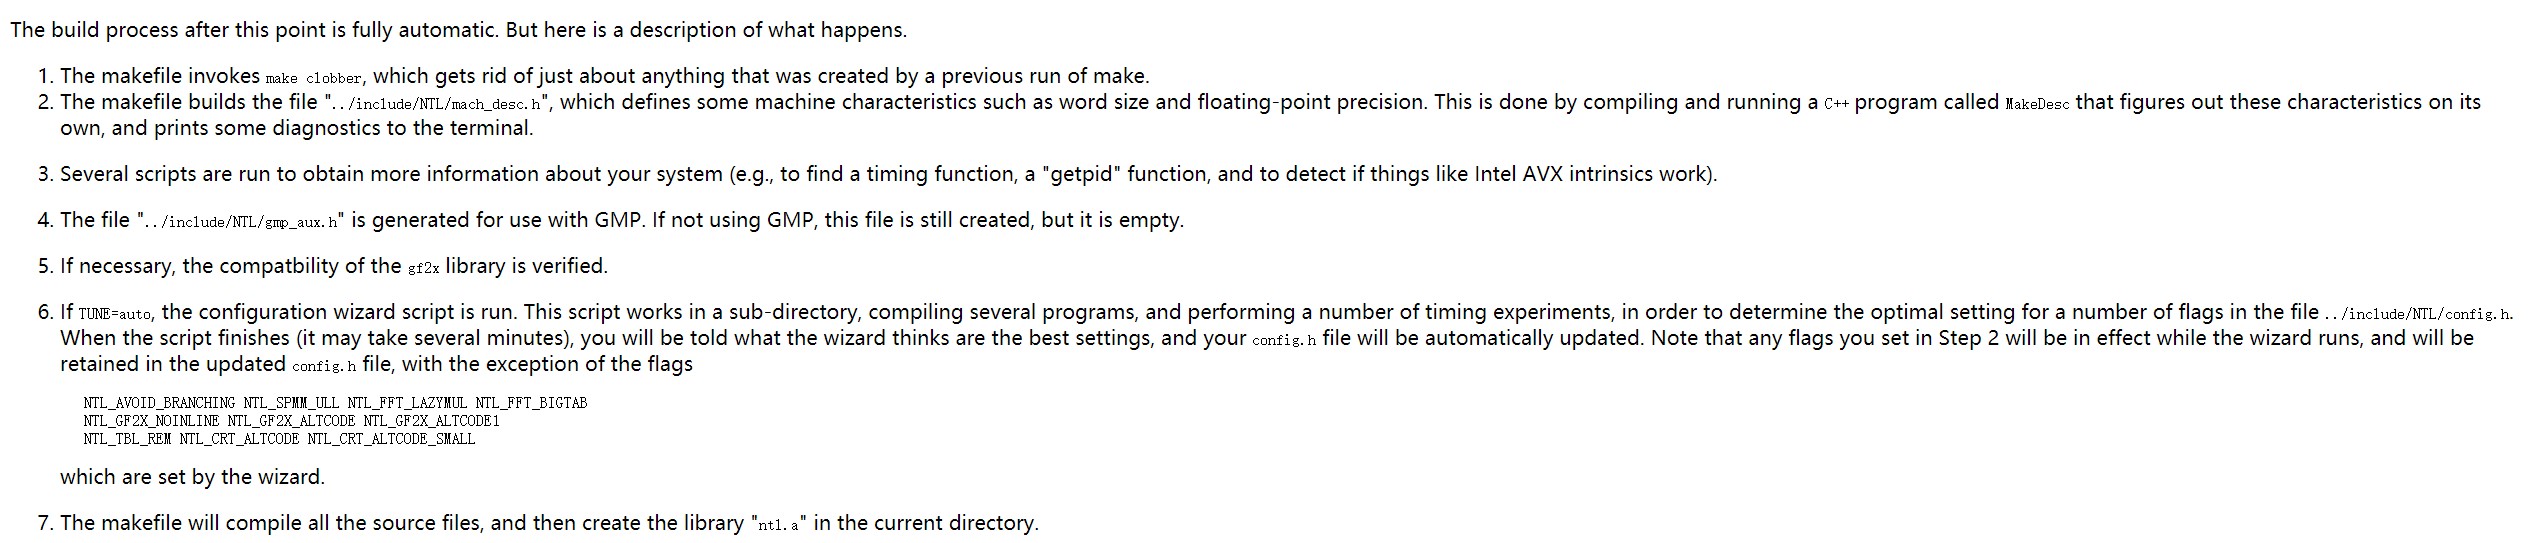 The build process after this point is fully automatic. But here is a description of what happens.
1. The makefile invokes make clobber, which gets rid of just about anything that was created by a previous run of make.
2. The makefile builds the file "../include/NTL/mach_desc.h", which defines some machine characteristics such as word size and floating-point precision. This is done by compiling and running a C++ program called MakeDesc that figures out these characteristics on its
own, and prints some diagnostics to the terminal.
3. Several scripts are run to obtain more information about your system (e.g., to find a timing function, a "getpid" function, and to detect if things like Intel AVX intrinsics work).
4. The file "../include/NTL/gmp_aux.h" is generated for use with GMP. If not using GMP, this file is still created, but it is empty.
5. If necessary, the compatbility of the gf2x library is verified.
6. If TUNE=auto, the configuration wizard script is run. This script works in a sub-directory, compiling several programs, and performing a number of timing experiments, in order to determine the optimal setting for a number of flags in the file ../include/NTL/config.h.
When the script finishes (it may take several minutes), you will be told what the wizard thinks are the best settings, and your config.h file will be automatically updated. Note that any flags you set in Step 2 will be in effect while the wizard runs, and will be
retained in the updated config.h file, with the exception of the flags
NTL_AVOID_BRANCHING NTL_SPMM_ULL NTL_FFT_LAZYMUL NTL_FFT_BIGTAB
NTL_GF2X_NOINLINE NTL_GF2X_ALTCODE NTL_GF2X_ALTCODE1
NTL_TBL_REM NTL_CRT_ALTCODE NTL_CRT_ALTCODE_SMALL
which are set by the wizard.
7. The makefile will compile all the source files, and then create the library "ntl.a" in the current directory.